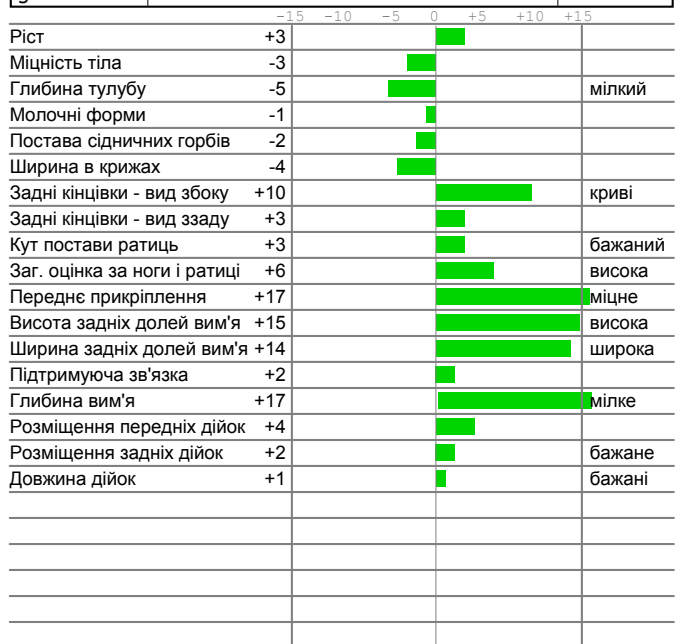 -15 -10 -5 0 +5 +10 +15
Ріст +3
Міцність тіла -3
Глибина тулубу -5 мілкий
Молочні форми -1
Постава сідничних горбів -2
Ширина в крижах -4
Задні кінцівки - вид збоку +10 криві
Задні кінцівки - вид ззаду +3
Кут постави ратиць +3 бажаний
Заг. оцінка за ноги і ратиці +6 висока
Переднє прикріплення +17 міцне
Висота задніх долей вим'я +15 висока
Ширина задніх долей вим'я +14 широка
Підтримуюча зв'язка +2
Глибина вим'я +17 мілке
Розміщення передніх дійок +4
Розміщення задніх дійок +2 бажане
Довжина дійок +1 бажані